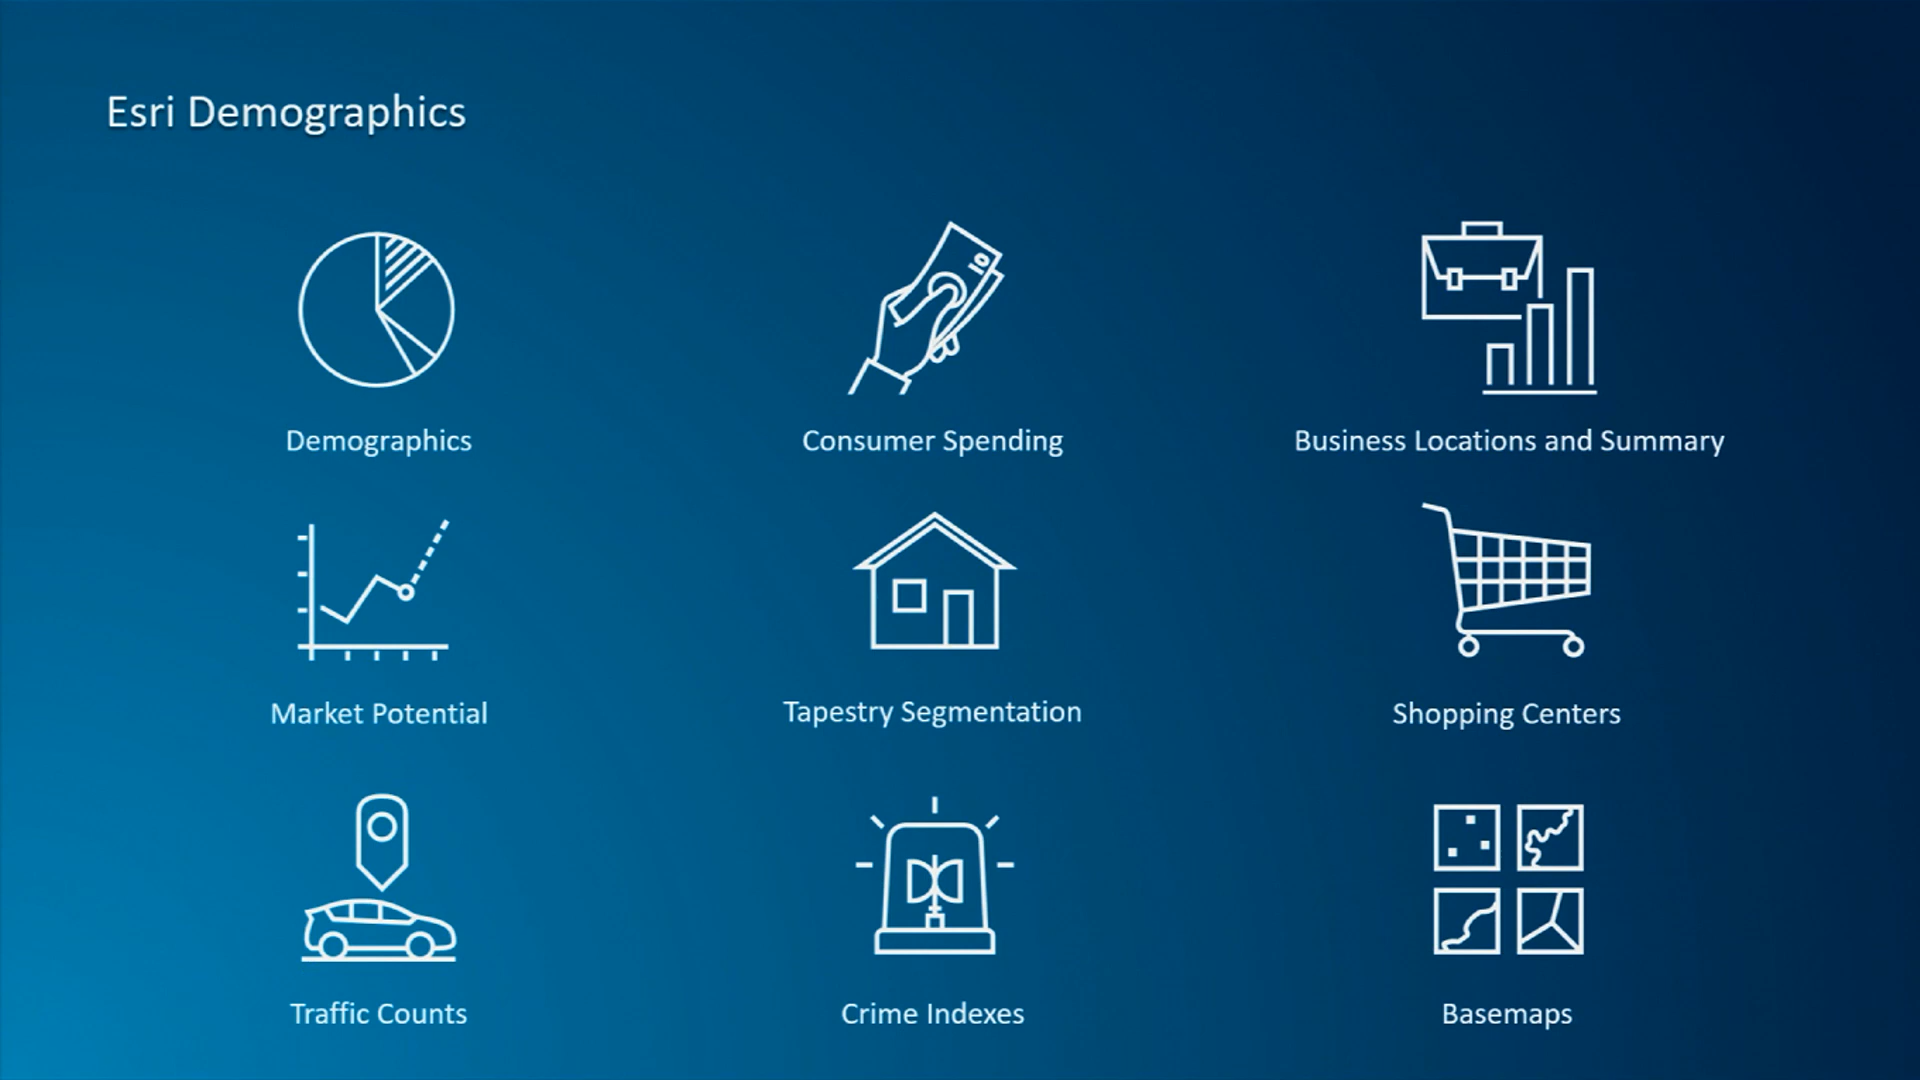 Esri Demographics
10
Demographics
Consumer Spending
Business Locations and Summary
Market Potential
Tapestry Segmentation
Shopping Centers
Traffic Counts
Crime Indexes
Basemaps